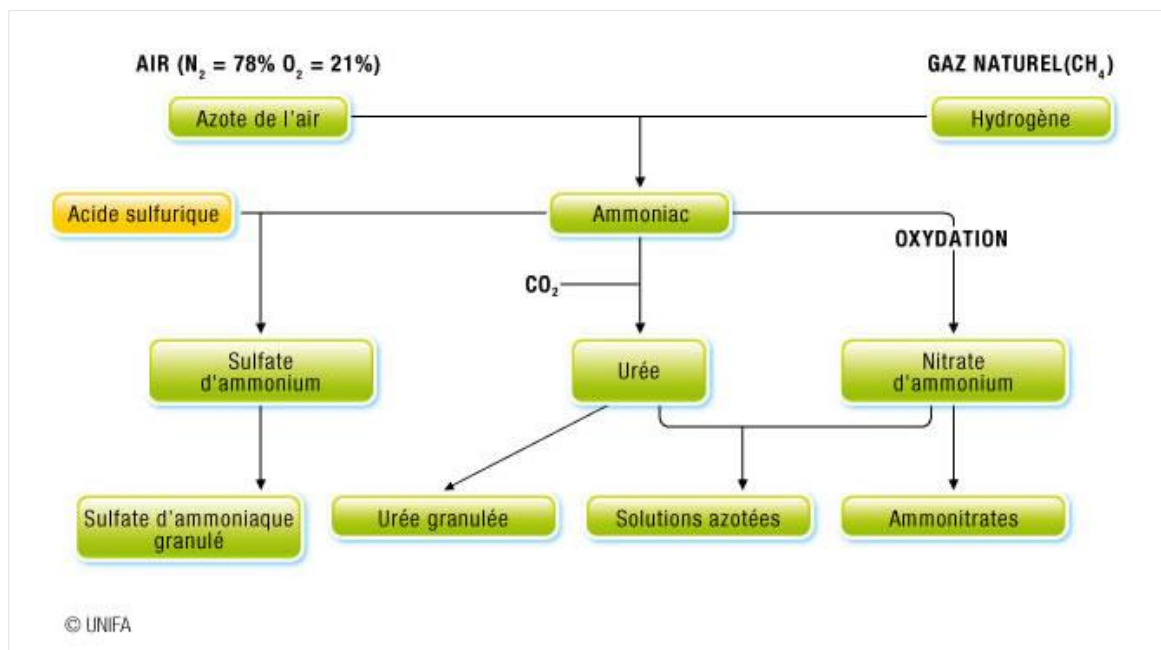 AIR (N₂ = 78% O₂ = 21%)
GAZ NATUREL(CH₄)
Azote de l'air
Hydrogène
Acide sulfurique
Ammoniac
OXYDATION
CO₂
Sulfate
d'ammonium
Urée
Nitrate
d'ammonium
Sulfate d'ammoniaque
granulé
Urée granulée
Solutions azotées
Ammonitrates
© UNIFA